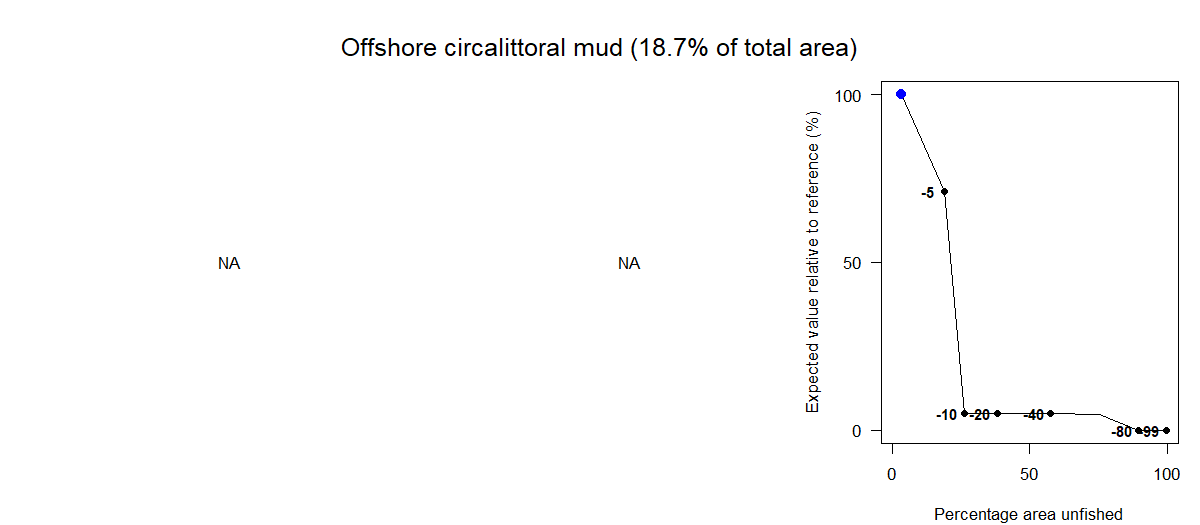 Offshore circalittoral mud (18.7% of total area)
NA
NA
Expected value relative to reference (%)
100
50
0
-5
-10
-20
-40
-80
-99
0
50
100
Percentage area unfished